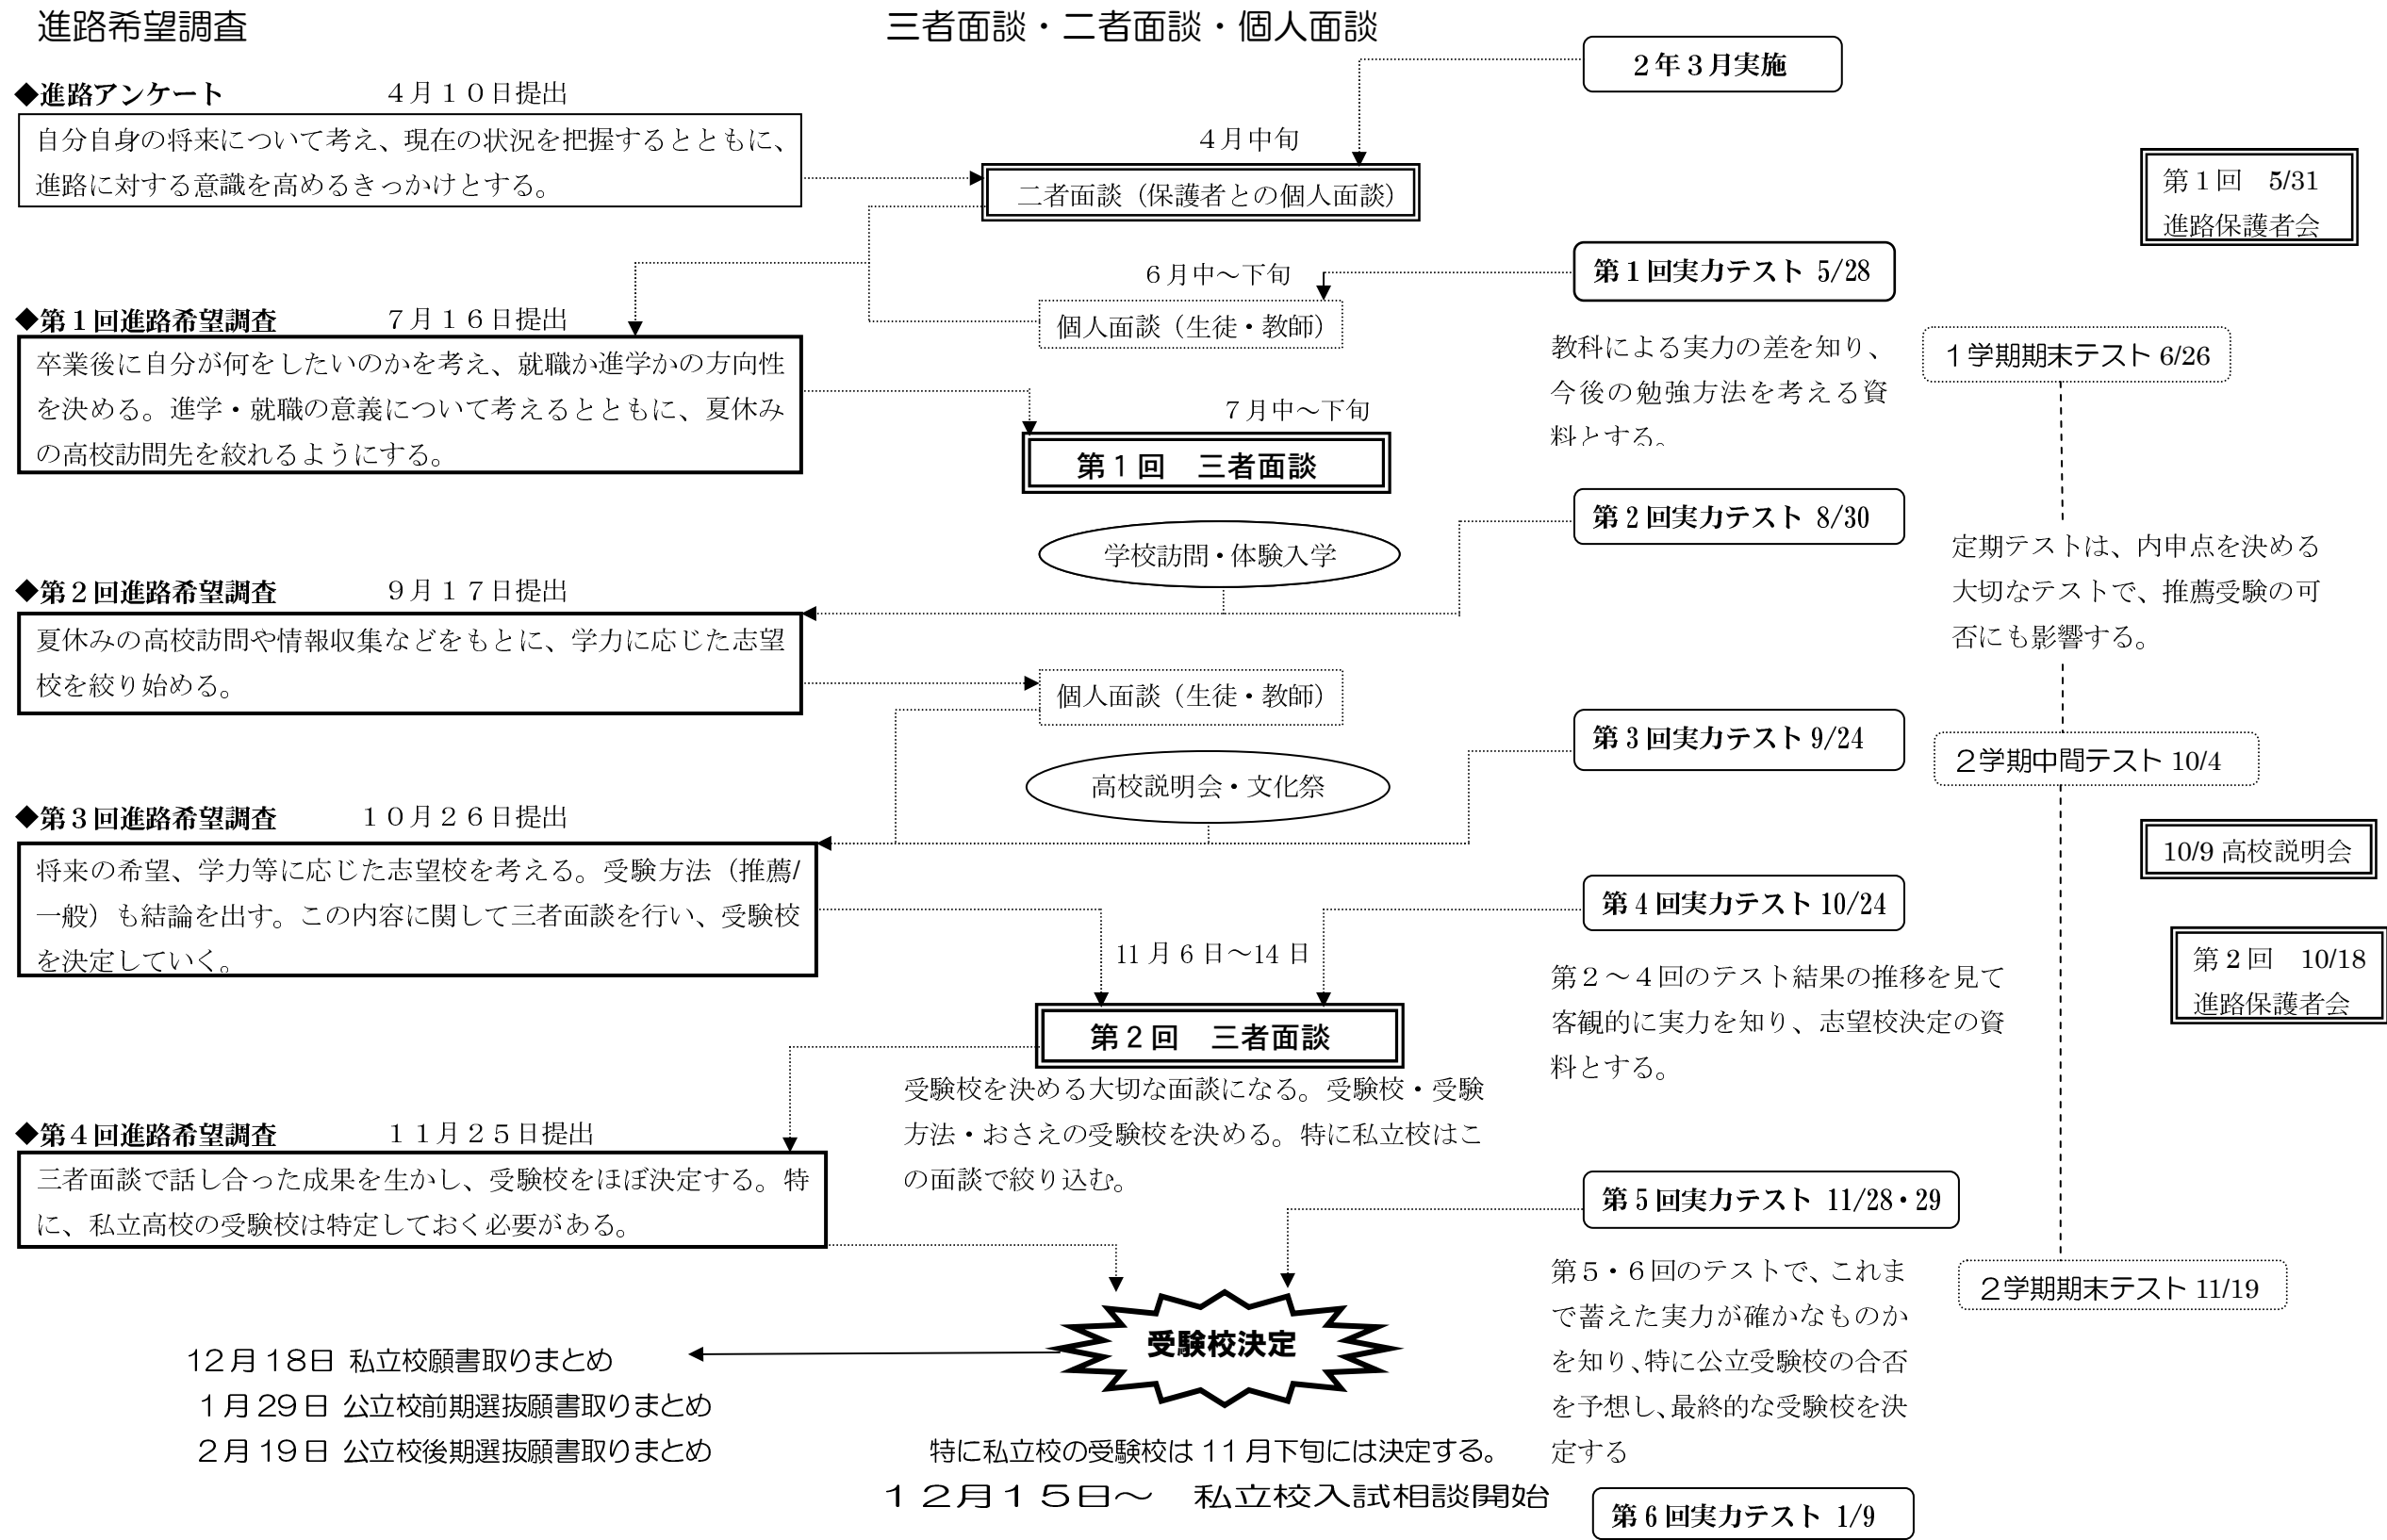 進路希望調査
◆進路アンケート　４月１０日提出
自分自身の将来について考え、現在の状況を把握するとともに、
進路に対する意識を高めるきっかけとする。
◆第１回進路希望調査　７月１６日提出
卒業後に自分が何をしたいのかを考え、就職か進学かの方向性
を決める。進学・就職の意義について考えるとともに、夏休み
の高校訪問先を絞れるようにする。
◆第２回進路希望調査　９月１７日提出
夏休みの高校訪問や情報収集などをもとに、学力に応じた志望
校を絞り始める。
◆第３回進路希望調査　１０月２６日提出
将来の希望、学力等に応じた志望校を考える。受験方法（推薦/
一般）も結論を出す。この内容に関して三者面談を行い、受験校
を決定していく。
◆第４回進路希望調査　１１月２５日提出
三者面談で話し合った成果を生かし、受験校をほぼ決定する。特
に、私立高校の受験校は特定しておく必要がある。
１２月１８日 私立校願書取りまとめ
１月２９日 公立校前期選抜願書取りまとめ
２月１９日 公立校後期選抜願書取りまとめ
三者面談・二者面談・個人面談
４月中旬
二者面談（保護者との個人面談）
６月中～下旬
個人面談（生徒・教師）
７月中～下旬
第１回　三者面談
学校訪問・体験入学
個人面談（生徒・教師）
高校説明会・文化祭
11 月 6 日～14 日
第２回　三者面談
受験校を決める大切な面談になる。受験校・受験
方法・おさえの受験校を決める。特に私立校はこ
の面談で絞り込む。
受験校決定
特に私立校の受験校は 11 月下旬には決定する。
１２月１５日～　私立校入試相談開始
２年３月実施
第１回実力テスト 5/28
教科による実力の差を知り、
今後の勉強方法を考える資
料とする。
第２回実力テスト 8/30
第３回実力テスト 9/24
第４回実力テスト 10/24
第２～４回のテスト結果の推移を見て
客観的に実力を知り、志望校決定の資
料とする。
第５回実力テスト 11/28・29
第５・６回のテストで、これま
で蓄えた実力が確かなものか
を知り、特に公立受験校の合否
を予想し、最終的な受験校を決
定する
第６回実力テスト 1/9
第１回　5/31
進路保護者会
１学期期末テスト 6/26
定期テストは、内申点を決める
大切なテストで、推薦受験の可
否にも影響する。
２学期中間テスト 10/4
10/9 高校説明会
第２回　10/18
進路保護者会
２学期期末テスト 11/19